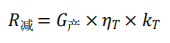 R减 = G产 × ηT × kT